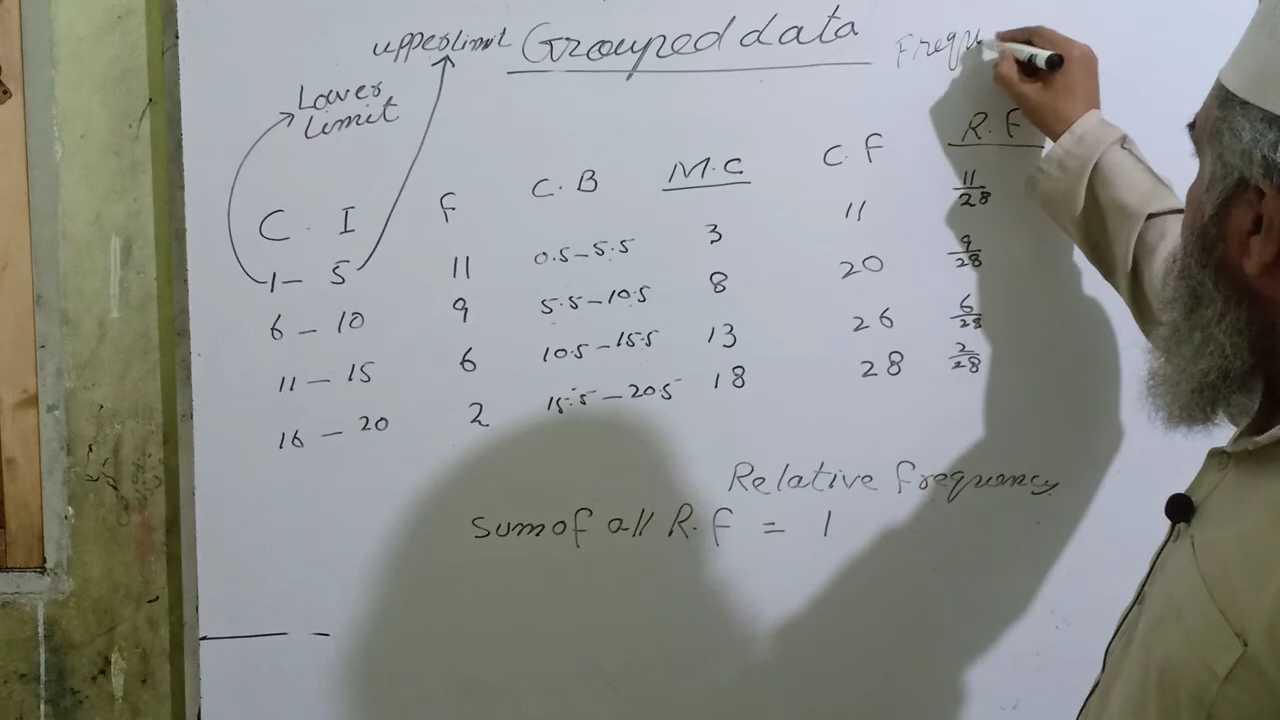 upperlimit Grouped data Frequ
Lower
limit
C. I F C. B M. C C F R. F
1 - 5 11 0.5 - 5.5 3 11 11/28
6 - 10 9 5.5 - 10.5 8 20 9/28
11 - 15 6 10.5 - 15.5 13 26 6/28
16 - 20 2 15.5 - 20.5 18 28 2/28
Relative frequency
sum of all R. F = 1